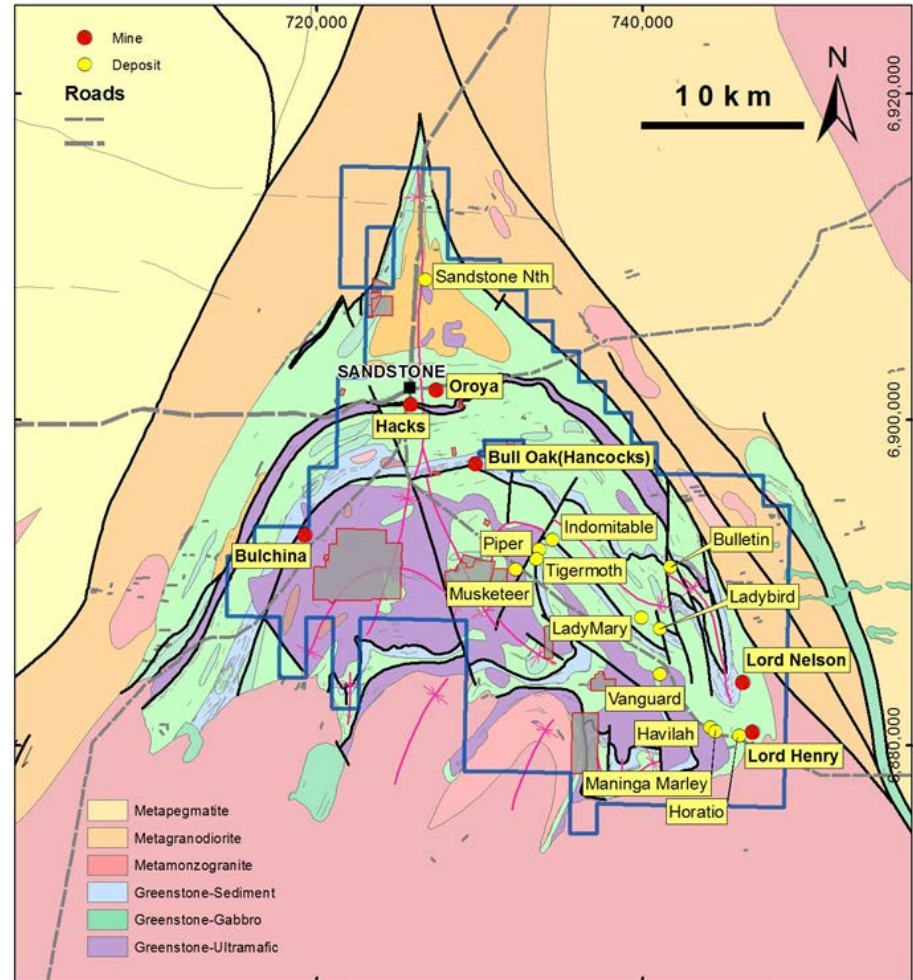 720,000
740,000
Mine
Deposit
Roads
N
10 km
6,920,000
Sandstone Nth
SANDSTONE
Oroya
Hacks
6,900,000
Bull Oak(Hancocks)
Bulchina
Piper
Indomitable
Bulletin
Tigermoth
Musketeer
Ladybird
LadyMary
Lord Nelson
Vanguard
Havilah
Lord Henry
6,880,000
Maninga Marley
Horatio
Metapegmatite
Metagranodiorite
Metamonzogranite
Greenstone-Sediment
Greenstone-Gabbro
Greenstone-Ultramafic